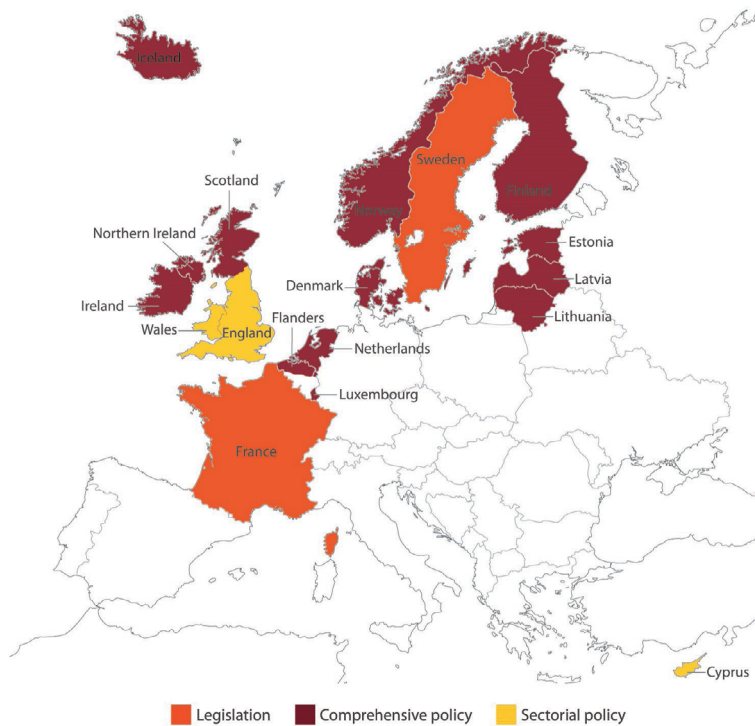 Iceland
Sweden
Scotland
Finland
Norway
Northern Ireland
Estonia
Latvia
Denmark
Ireland
Lithuania
Flanders
Wales
England
Netherlands
Luxembourg
France
Cyprus
Legislation
Comprehensive policy
Sectorial policy